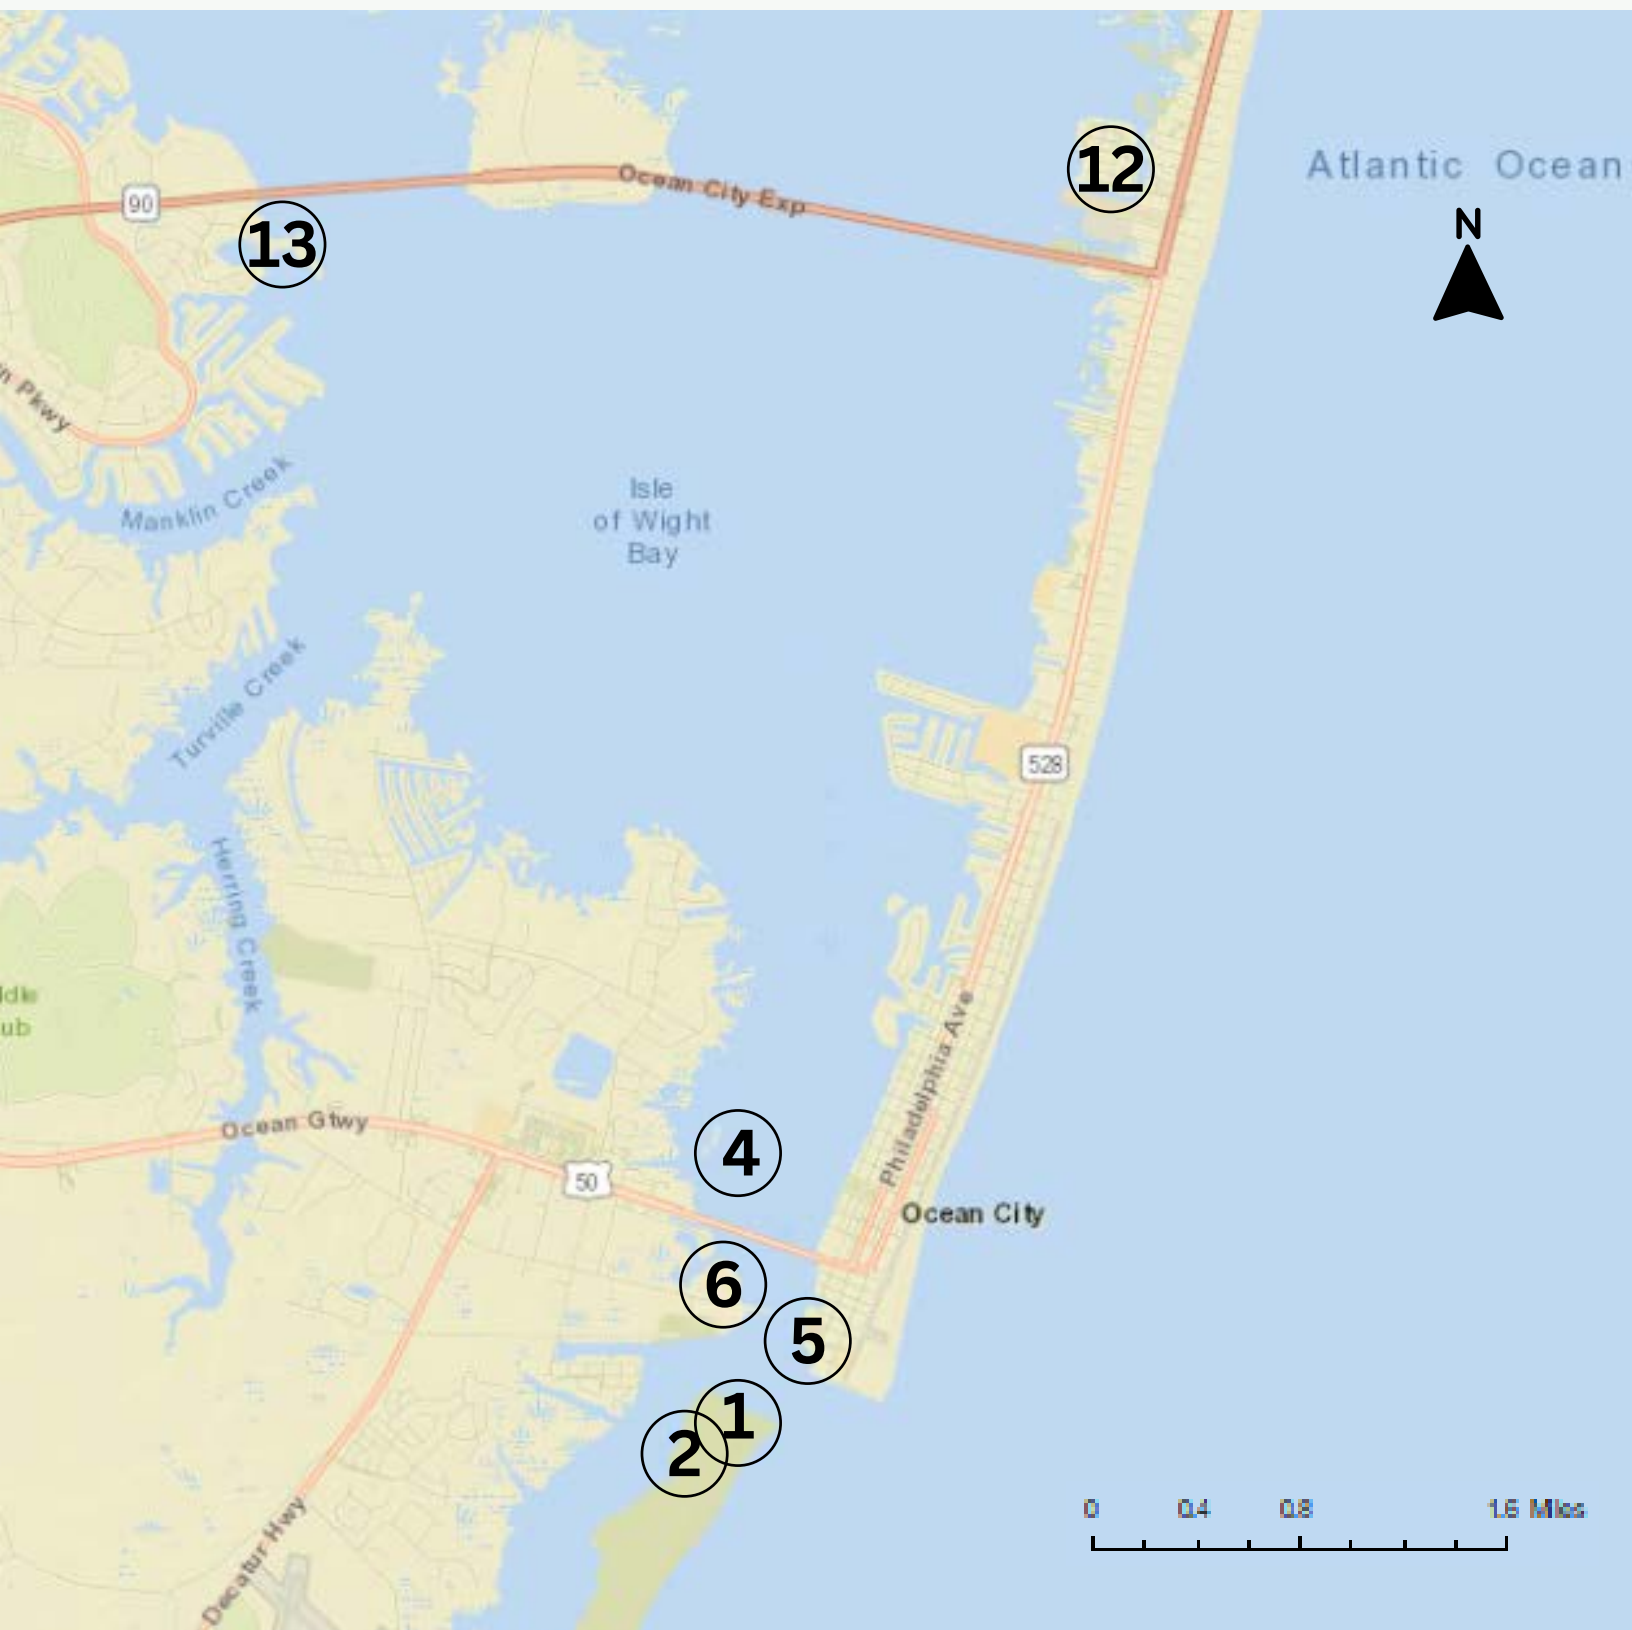 12
Atlantic Ocean
Ocean City Exp
90
N
13
n Pkwy
Manklin Creek
Isle
of Wight
Bay
Turville Creek
528
Herring Creek
ddle
ub
Philadelphia Ave
Ocean Gtwy
4
50
Ocean City
6
5
1
2
Decatur Hwy
0 0.4 0.8 1.6 Miles